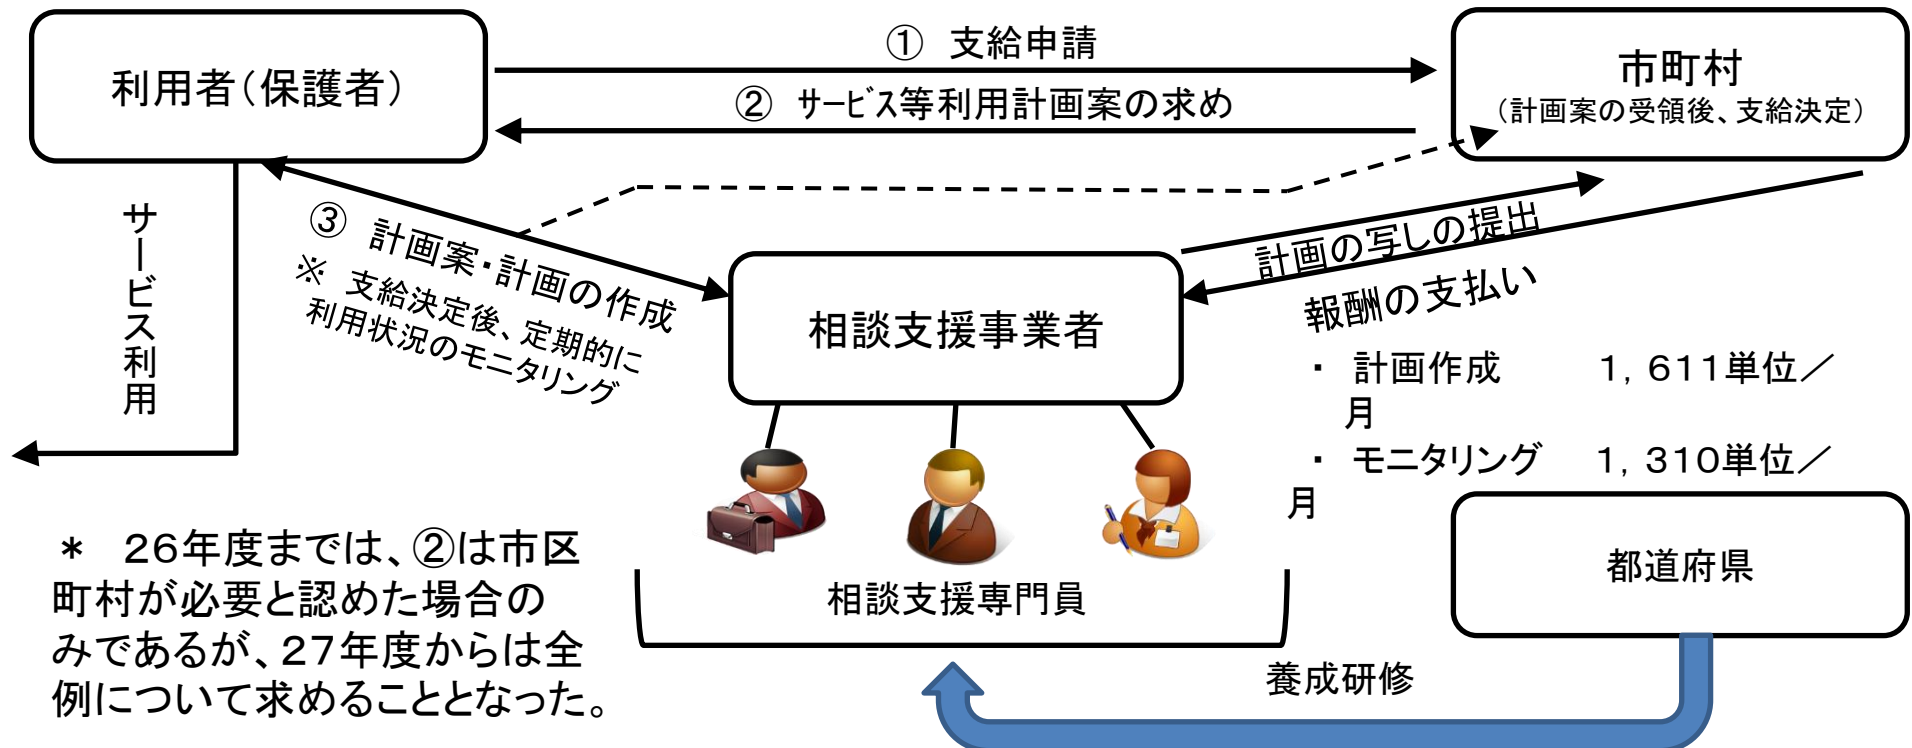 利用者(保護者)
① 支給申請
② サービス等利用計画案の求め
市町村
(計画案の受領後、支給決定)
サービス利用
③ 計画案・計画の作成
※ 支給決定後、定期的に
利用状況のモニタリング
相談支援事業者
計画の写しの提出
報酬の支払い
・ 計画作成 1,611単位/
月
・ モニタリング 1,310単位/
月
相談支援専門員
都道府県
養成研修
* 26年度までは、②は市区
町村が必要と認めた場合の
みであるが、27年度からは全
例について求めることとなった。